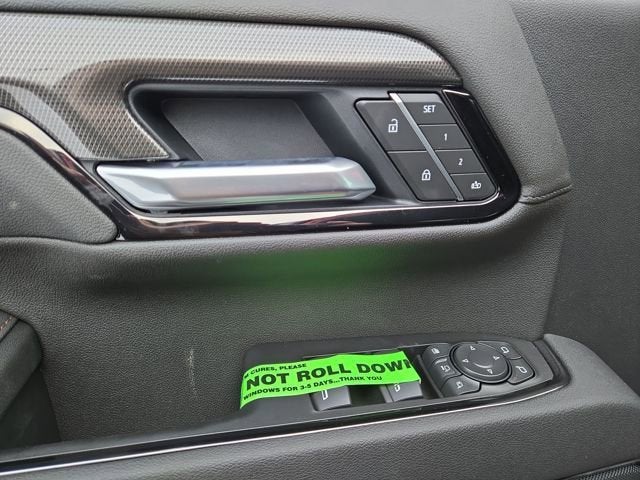 SET
1
2
CURES, PLEASE
NOT ROLL DOWN
WINDOWS FOR 3-5 DAYS...THANK YOU